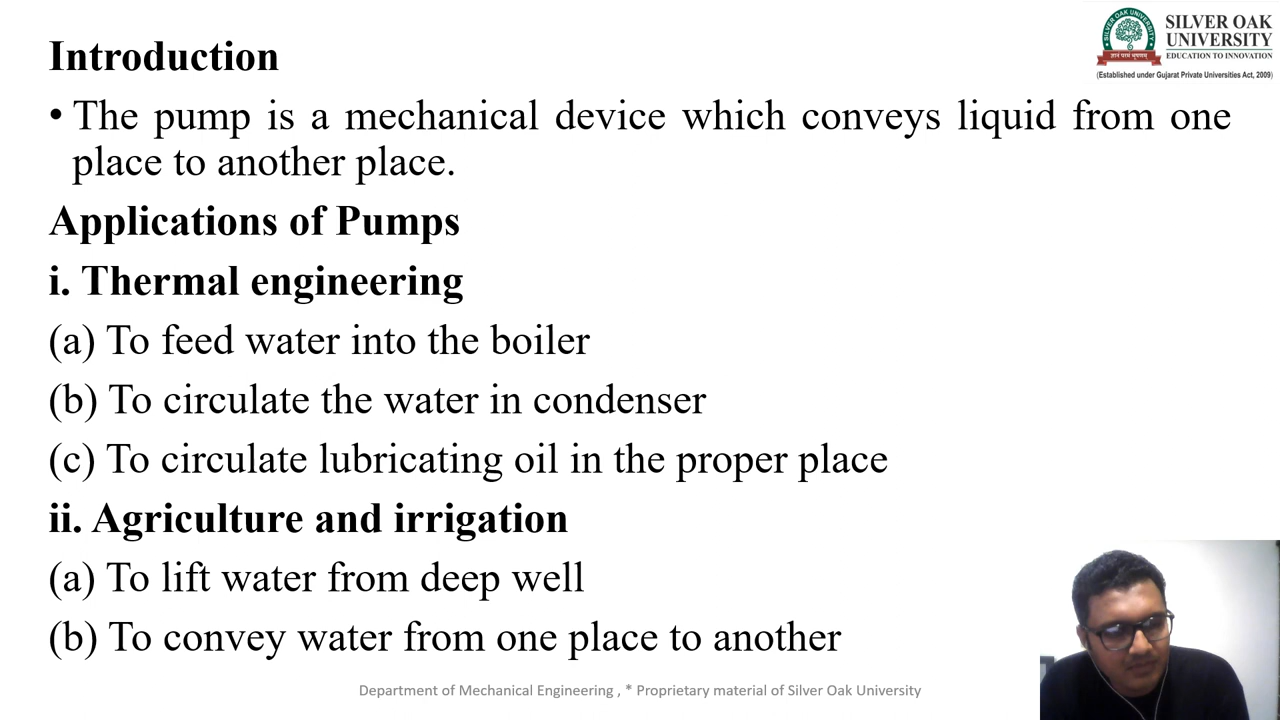 Introduction
SILVER OAK
UNIVERSITY
EDUCATION TO INNOVATION
(Established under Gujarat Private Universities Act, 2009)
• The pump is a mechanical device which conveys liquid from one
place to another place.
Applications of Pumps
i. Thermal engineering
(a) To feed water into the boiler
(b) To circulate the water in condenser
(c) To circulate lubricating oil in the proper place
ii. Agriculture and irrigation
(a) To lift water from deep well
(b) To convey water from one place to another
Department of Mechanical Engineering , * Proprietary material of Silver Oak University